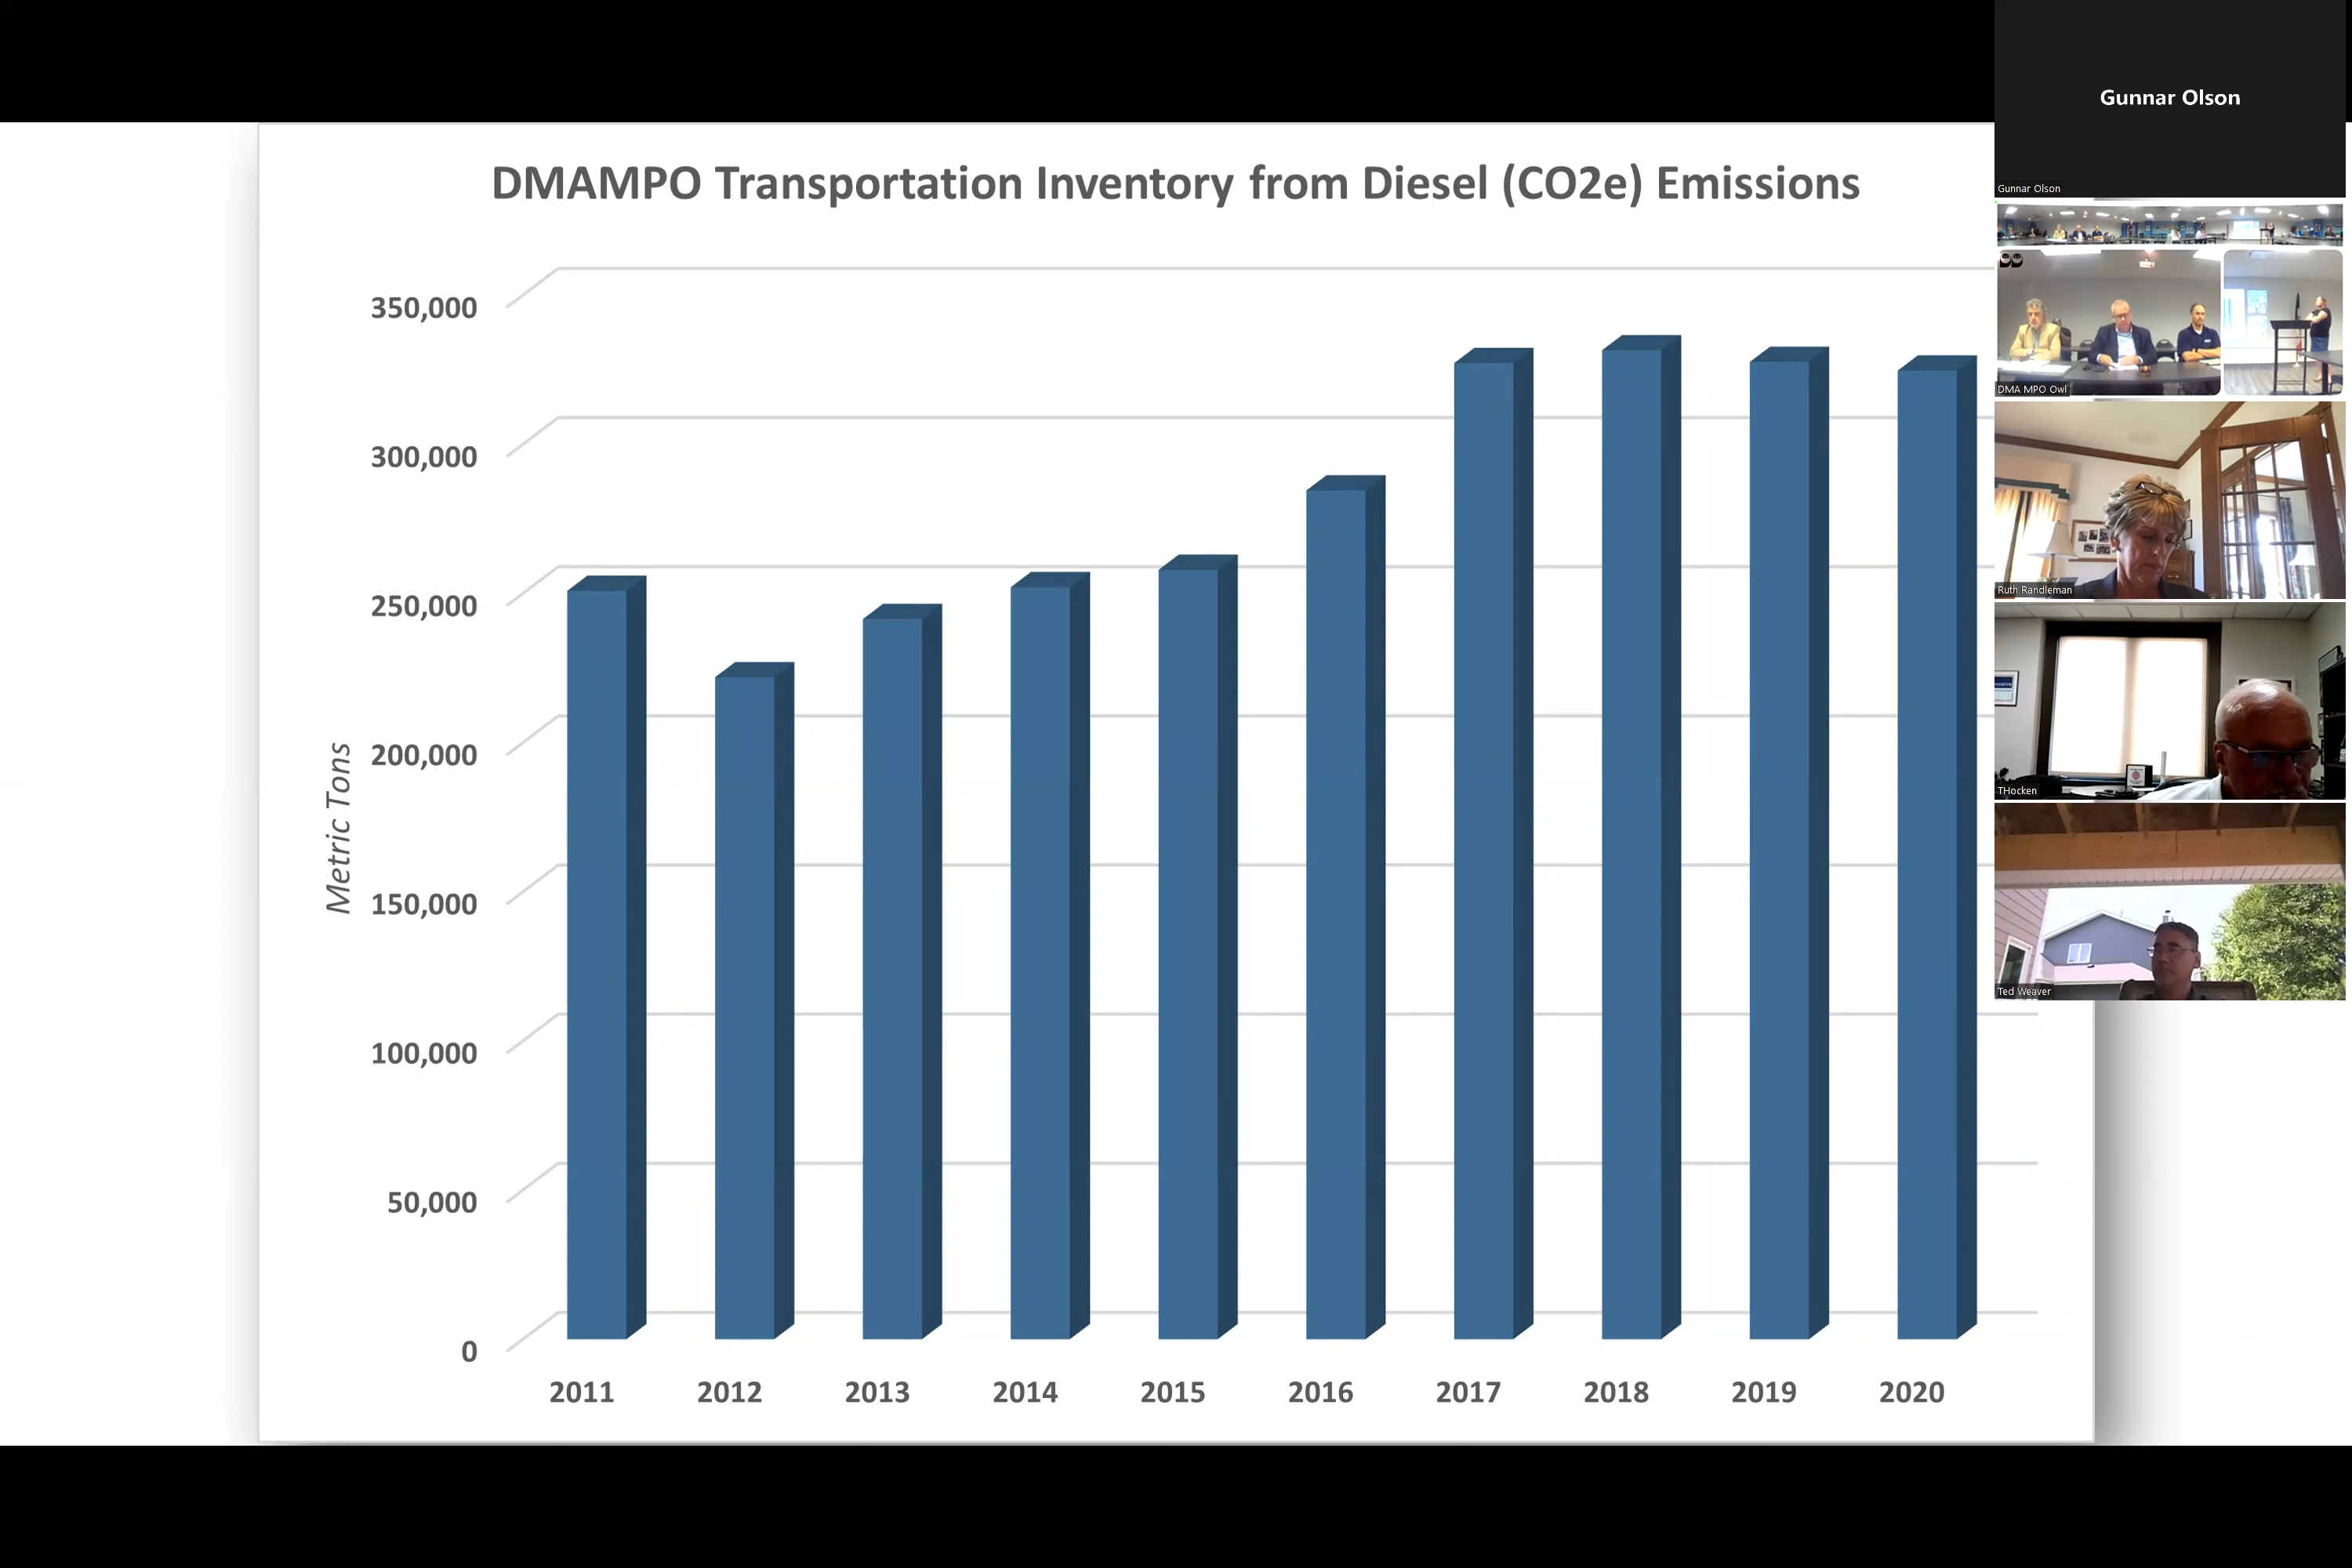 DMAMPO Transportation Inventory from Diesel (CO2e) Emissions
350,000
300,000
250,000
200,000
150,000
100,000
50,000
0
Metric Tons
2011 2012 2013 2014 2015 2016 2017 2018 2019 2020
Gunnar Olson
Gunnar Olson
DMA MPO Owl
Ruth Randleman
THocken
Ted Weaver